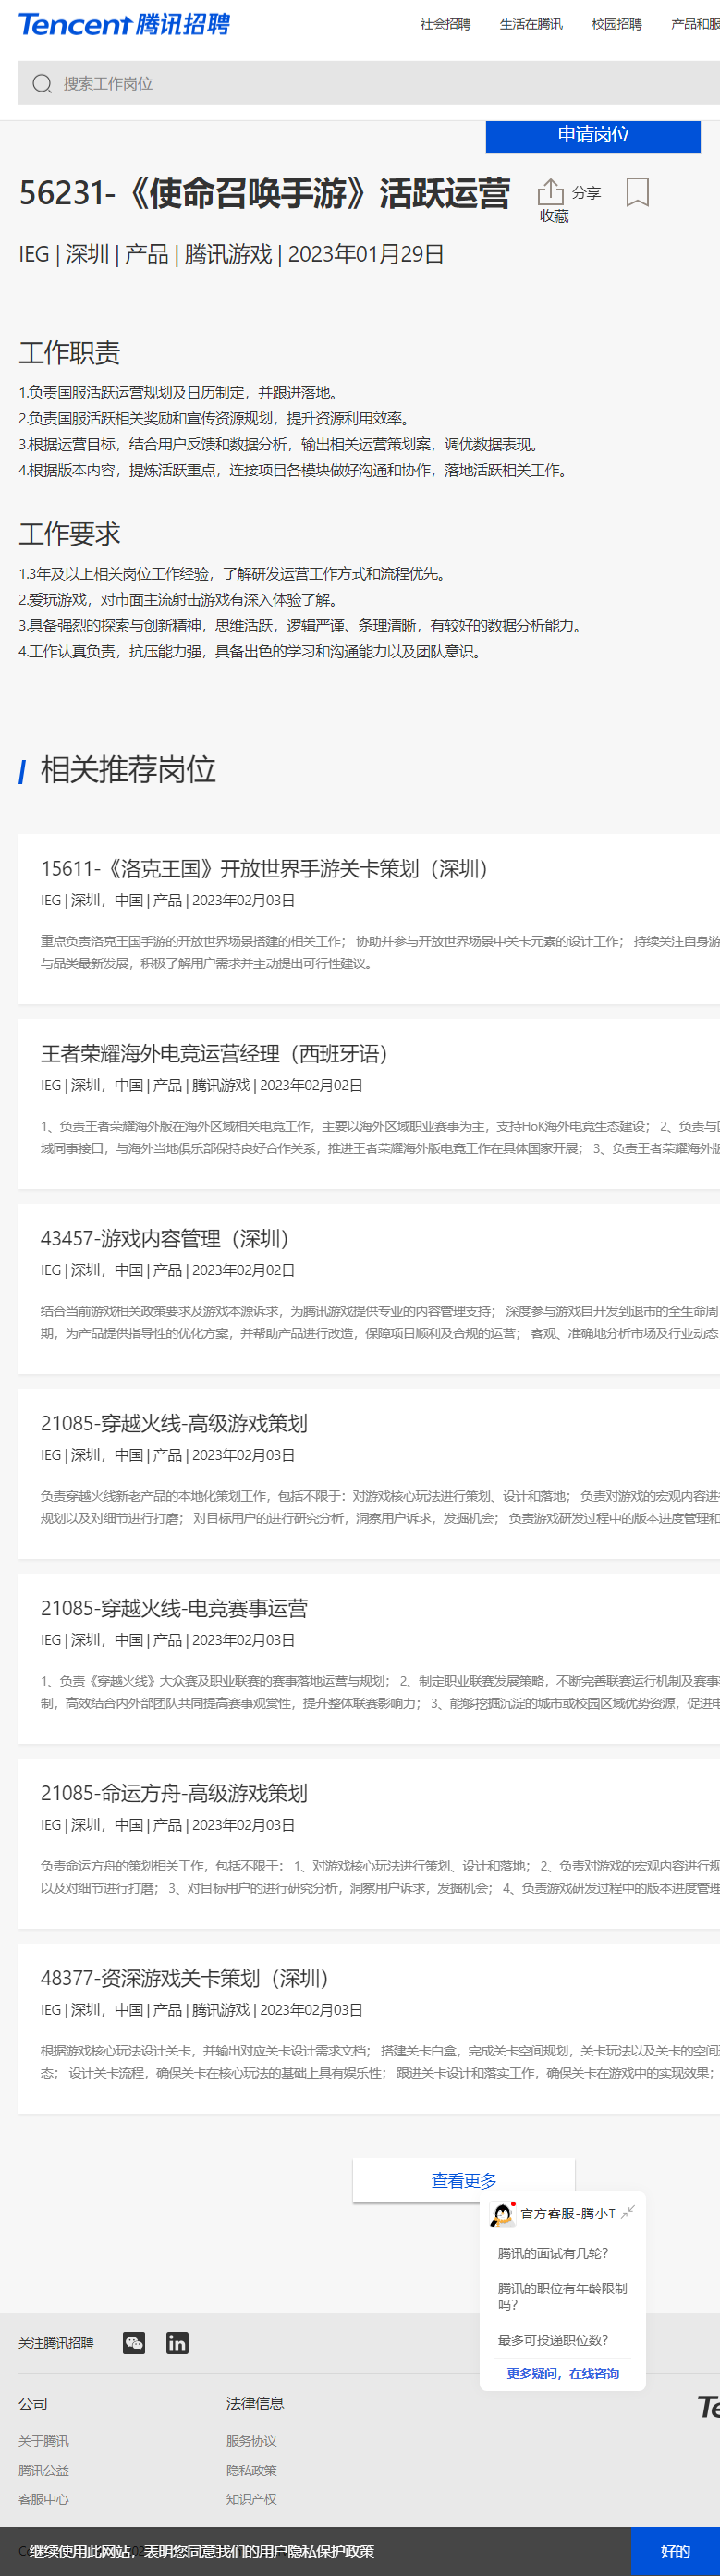 Tencent 腾讯招聘
社会招聘 生活在腾讯 校园招聘 产品和服
搜索工作岗位
申请岗位
56231-《使命召唤手游》活跃运营
分享
收藏
IEG | 深圳 | 产品 | 腾讯游戏 | 2023年01月29日
工作职责
1.负责国服活跃运营规划及日历制定，并跟进落地。
2.负责国服活跃相关奖励和宣传资源规划，提升资源利用效率。
3.根据运营目标，结合用户反馈和数据分析，输出相关运营策划案，调优数据表现。
4.根据版本内容，提炼活跃重点，连接项目各模块做好沟通和协作，落地活跃相关工作。
工作要求
1.3年及以上相关岗位工作经验，了解研发运营工作方式和流程优先。
2.爱玩游戏，对市面主流射击游戏有深入体验了解。
3.具备强烈的探索与创新精神，思维活跃，逻辑严谨、条理清晰，有较好的数据分析能力。
4.工作认真负责，抗压能力强，具备出色的学习和沟通能力以及团队意识。
相关推荐岗位
15611-《洛克王国》开放世界手游关卡策划（深圳）
IEG | 深圳，中国 | 产品 | 2023年02月03日
重点负责洛克王国手游的开放世界场景搭建的相关工作； 协助并参与开放世界场景中关卡元素的设计工作； 持续关注自身游
与品类最新发展，积极了解用户需求并主动提出可行性建议。
王者荣耀海外电竞运营经理（西班牙语）
IEG | 深圳，中国 | 产品 | 腾讯游戏 | 2023年02月02日
1、负责王者荣耀海外版在海外区域相关电竞工作，主要以海外区域职业赛事为主，支持HoK海外电竞生态建设； 2、负责与
域同事接口，与海外当地俱乐部保持良好合作关系，推进王者荣耀海外版电竞工作在具体国家开展； 3、负责王者荣耀海外版
43457-游戏内容管理（深圳）
IEG | 深圳，中国 | 产品 | 2023年02月02日
结合当前游戏相关政策要求及游戏本源诉求，为腾讯游戏提供专业的内容管理支持； 深度参与游戏自开发到退市的全生命周
期，为产品提供指导性的优化方案，并帮助产品进行改造，保障项目顺利及合规的运营； 客观、准确地分析市场及行业动态
21085-穿越火线-高级游戏策划
IEG | 深圳，中国 | 产品 | 2023年02月03日
负责穿越火线新老产品的本地化策划工作，包括不限于：对游戏核心玩法进行策划、设计和落地； 负责对游戏的宏观内容进
规划以及对细节进行打磨； 对目标用户的进行研究分析，洞察用户诉求，发掘机会； 负责游戏研发过程中的版本进度管理和
21085-穿越火线-电竞赛事运营
IEG | 深圳，中国 | 产品 | 2023年02月03日
1、负责《穿越火线》大众赛及职业联赛的赛事落地运营与规划； 2、制定职业联赛发展策略，不断完善联赛运行机制及赛事
制，高效结合内外部团队共同提高赛事观赏性，提升整体联赛影响力； 3、能够挖掘沉淀的城市或校园区域优势资源，促进电
21085-命运方舟-高级游戏策划
IEG | 深圳，中国 | 产品 | 2023年02月03日
负责命运方舟的策划相关工作，包括不限于： 1、对游戏核心玩法进行策划、设计和落地； 2、负责对游戏的宏观内容进行规
以及对细节进行打磨； 3、对目标用户的进行研究分析，洞察用户诉求，发掘机会； 4、负责游戏研发过程中的版本进度管理
48377-资深游戏关卡策划（深圳）
IEG | 深圳，中国 | 产品 | 腾讯游戏 | 2023年02月03日
根据游戏核心玩法设计关卡，并输出对应关卡设计需求文档； 搭建关卡白盒，完成关卡空间规划，关卡玩法以及关卡的空间
态； 设计关卡流程，确保关卡在核心玩法的基础上具有娱乐性； 跟进关卡设计和落实工作，确保关卡在游戏中的实现效果；
查看更多
官方客服-腾小T
腾讯的面试有几轮？
腾讯的职位有年龄限制
吗？
最多可投递职位数？
更多疑问，在线咨询
关注腾讯招聘
公司 法律信息
Te
关于腾讯 服务协议
腾讯公益 隐私政策
客服中心 知识产权
继续使用此网站，表明您同意我们的用户隐私保护政策
好的